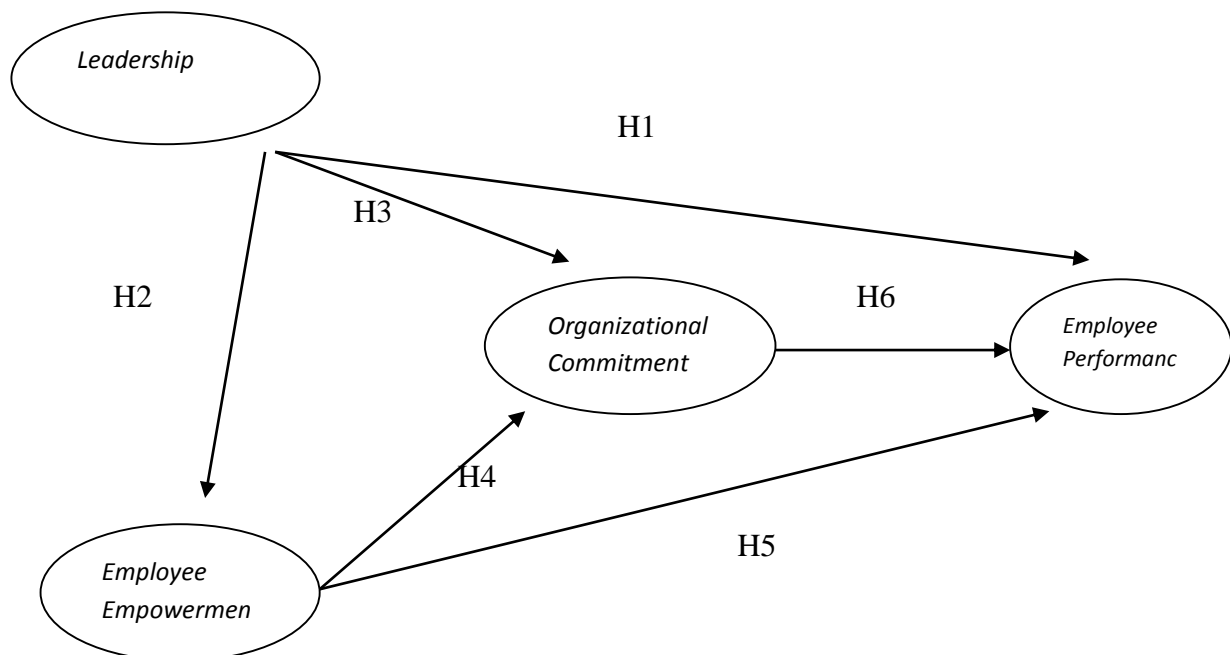 Leadership
H1
H3
H2
H6
Organizational
Commitment
Employee
Performanc
H4
H5
Employee
Empowermen